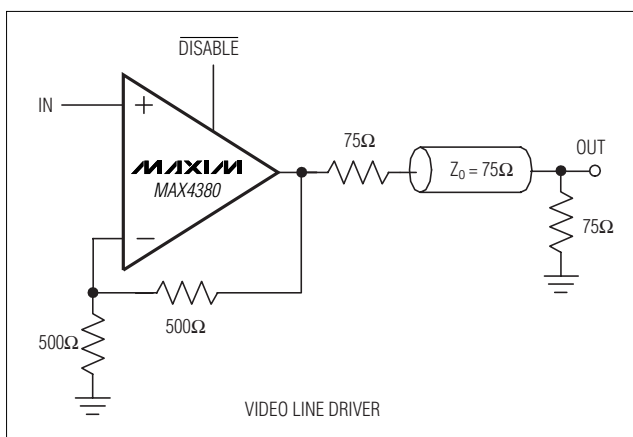 DISABLE
IN
+
MAXIM
MAX4380
−
75Ω
Z₀ = 75Ω
OUT
75Ω
500Ω
500Ω
VIDEO LINE DRIVER